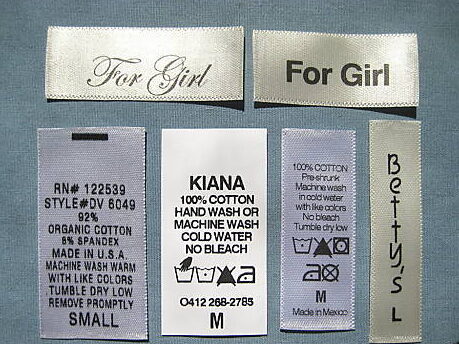 For Girl
For Girl
RN# 122539
STYLE#DV 6049
92%
ORGANIC COTTON
8% SPANDEX
MADE IN U.S.A
MACHINE WASH WARM
WITH LIKE COLORS
TUMBLE DRY LOW
REMOVE PROMPTLY
SMALL
KIANA
100% COTTON
HAND WASH OR
MACHINE WASH
COLD WATER
NO BLEACH
O412 268-2785
M
100% COTTON
Pre-shrunk
Machine wash
in cold water
with like colors
No bleach
Tumble dry low
M
Made in Mexico
Betty's L